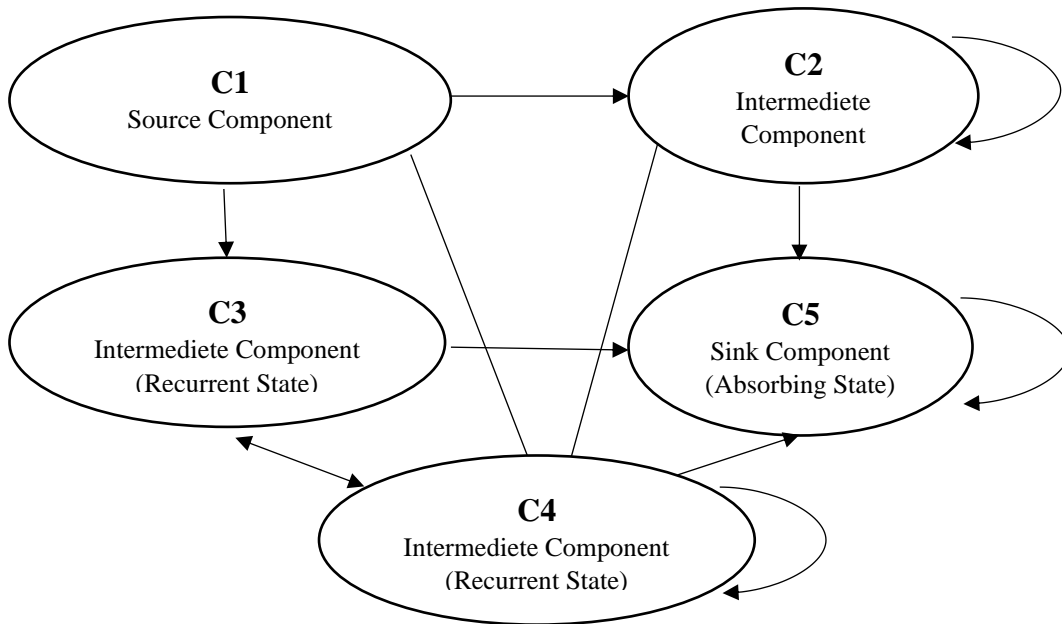 C1
Source Component
C2
Intermediete
Component
C3
Intermediete Component
(Recurrent State)
C5
Sink Component
(Absorbing State)
C4
Intermediete Component
(Recurrent State)